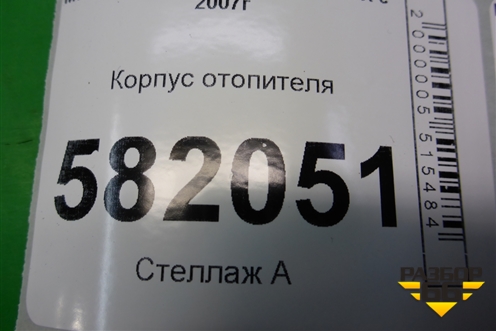 2007г
Корпус отопителя
582051
Стеллаж А
2000005515484
РАЗБОР